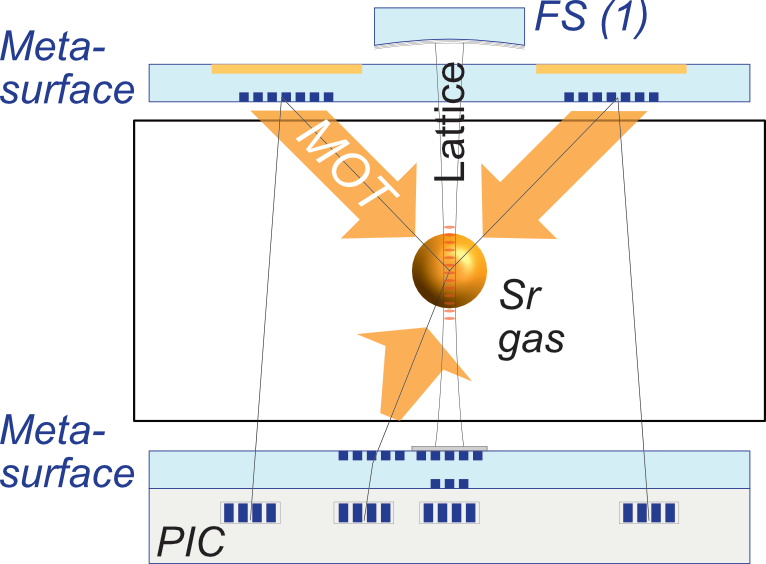 FS (1)
Meta-
surface
Lattice
MOT
Sr
gas
Meta-
surface
PIC